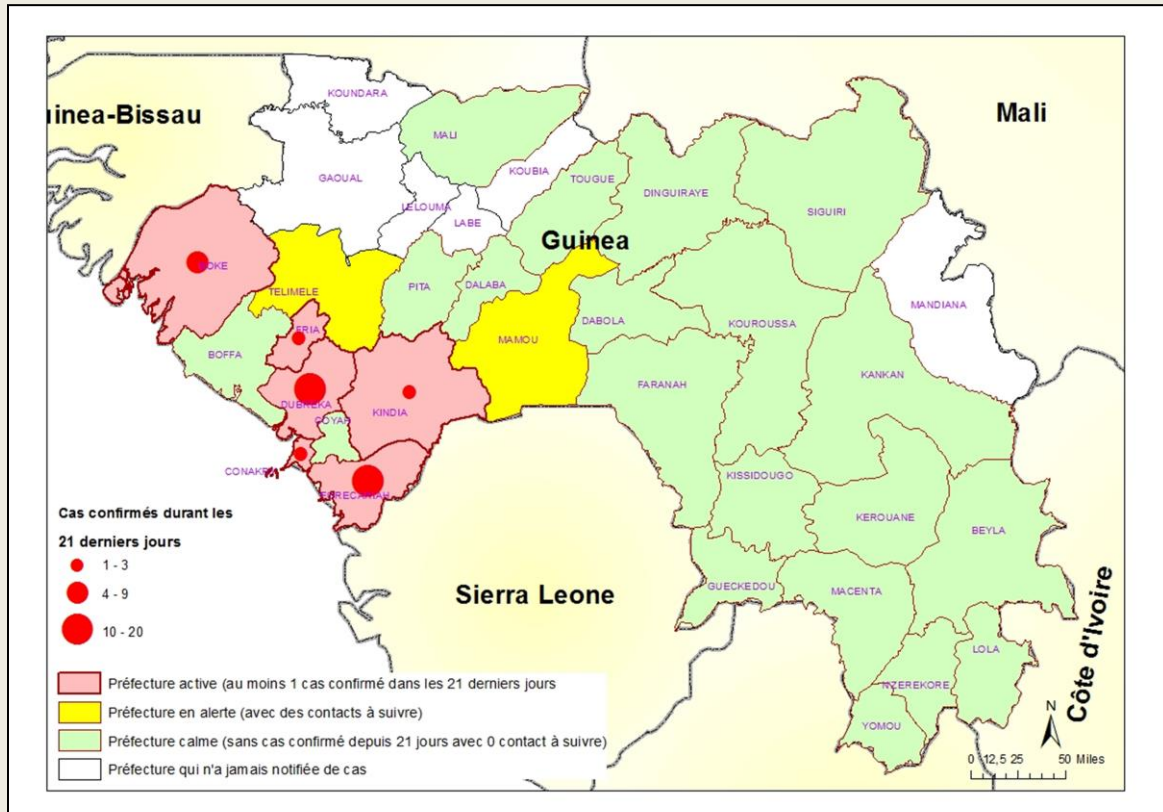 uinea-Bissau
Mali
KOUNDARA
MALI
KOUBIA
GAOUAL
TOUGUE
DINGUIRAYE
LELOUMA
LABE
SIGUIRI
Guinea
TELIMELE
PITA
DALABA
MANDIANA
MAMOU
DABOLA
KOUROUSSA
BOFFA
KANKAN
FARANAH
DUBREKA
KINDIA
COYAH
CONAKRY
KISSIDOUGO
KEROUANE
BEYLA
GUECKEDOU
MACENTA
Sierra Leone
LOLA
NZEREKORE
YOMOU
Côte d'Ivoire
Cas confirmés durant les
21 derniers jours
1 - 3
4 - 9
10 - 20
Préfecture active (au moins 1 cas confirmé dans les 21 derniers jours
Préfecture en alerte (avec des contacts à suivre)
Préfecture calme (sans cas confirmé depuis 21 jours avec 0 contact à suivre)
Préfecture qui n'a jamais notifiée de cas
N
0 12,5 25 50 Miles